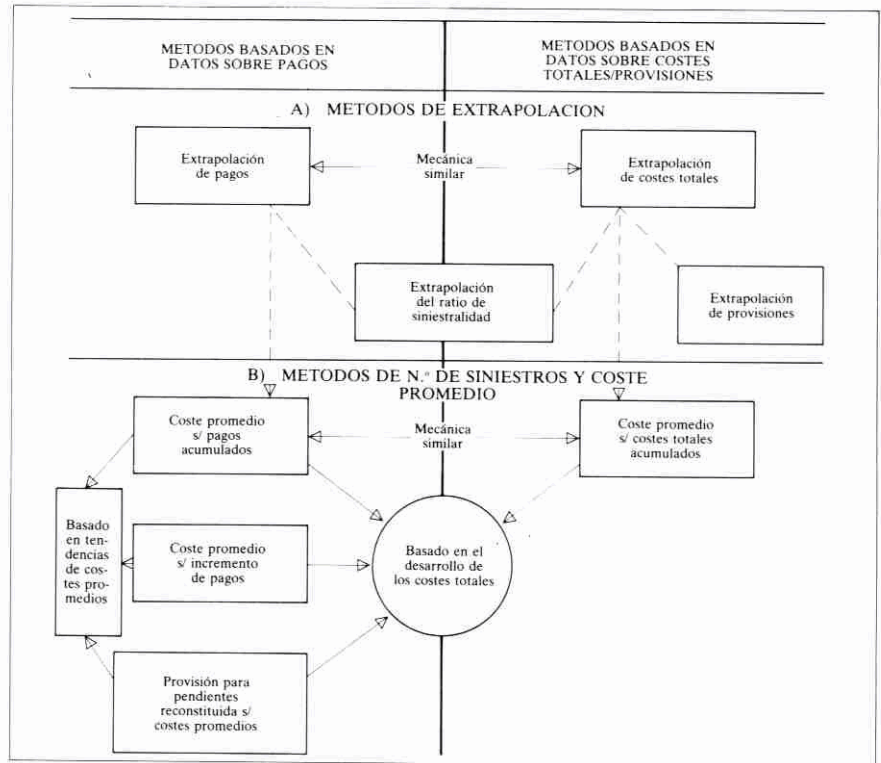 METODOS BASADOS EN
DATOS SOBRE PAGOS
METODOS BASADOS EN
DATOS SOBRE COSTES
TOTALES/PROVISIONES
A) METODOS DE EXTRAPOLACION
Extrapolación
de pagos
Mecánica
similar
Extrapolación
de costes totales
Extrapolación
del ratio de
siniestralidad
Extrapolación
de provisiones
B) METODOS DE N.º DE SINIESTROS Y COSTE
PROMEDIO
Coste promedio
s/ pagos
acumulados
Mecánica
similar
Coste promedio
s/ costes totales
acumulados
Basado
en ten-
dencias
de cos-
tes pro-
medios
Coste promedio
s/ incremento
de pagos
Basado en el
desarrollo de
los costes totales
Provisión para
pendientes
reconstituida s/
costes promedios